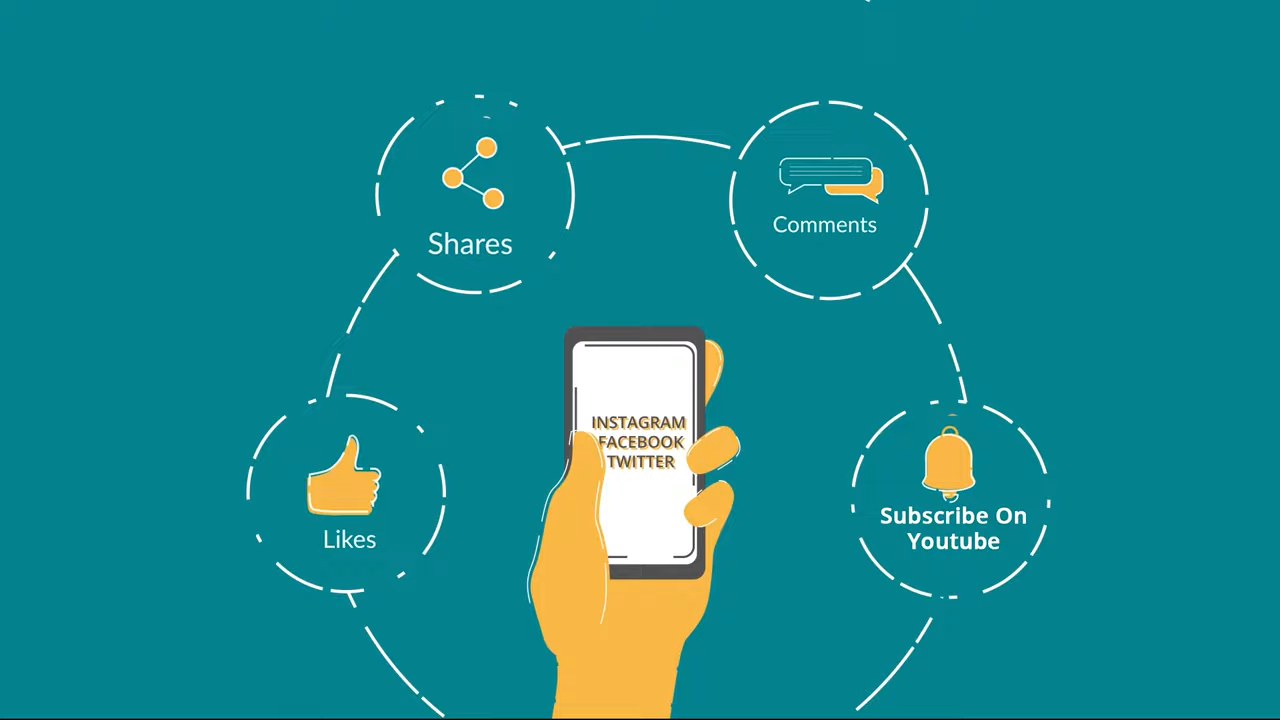 Shares
Comments
INSTAGRAM
FACEBOOK
TWITTER
Likes
Subscribe On
Youtube